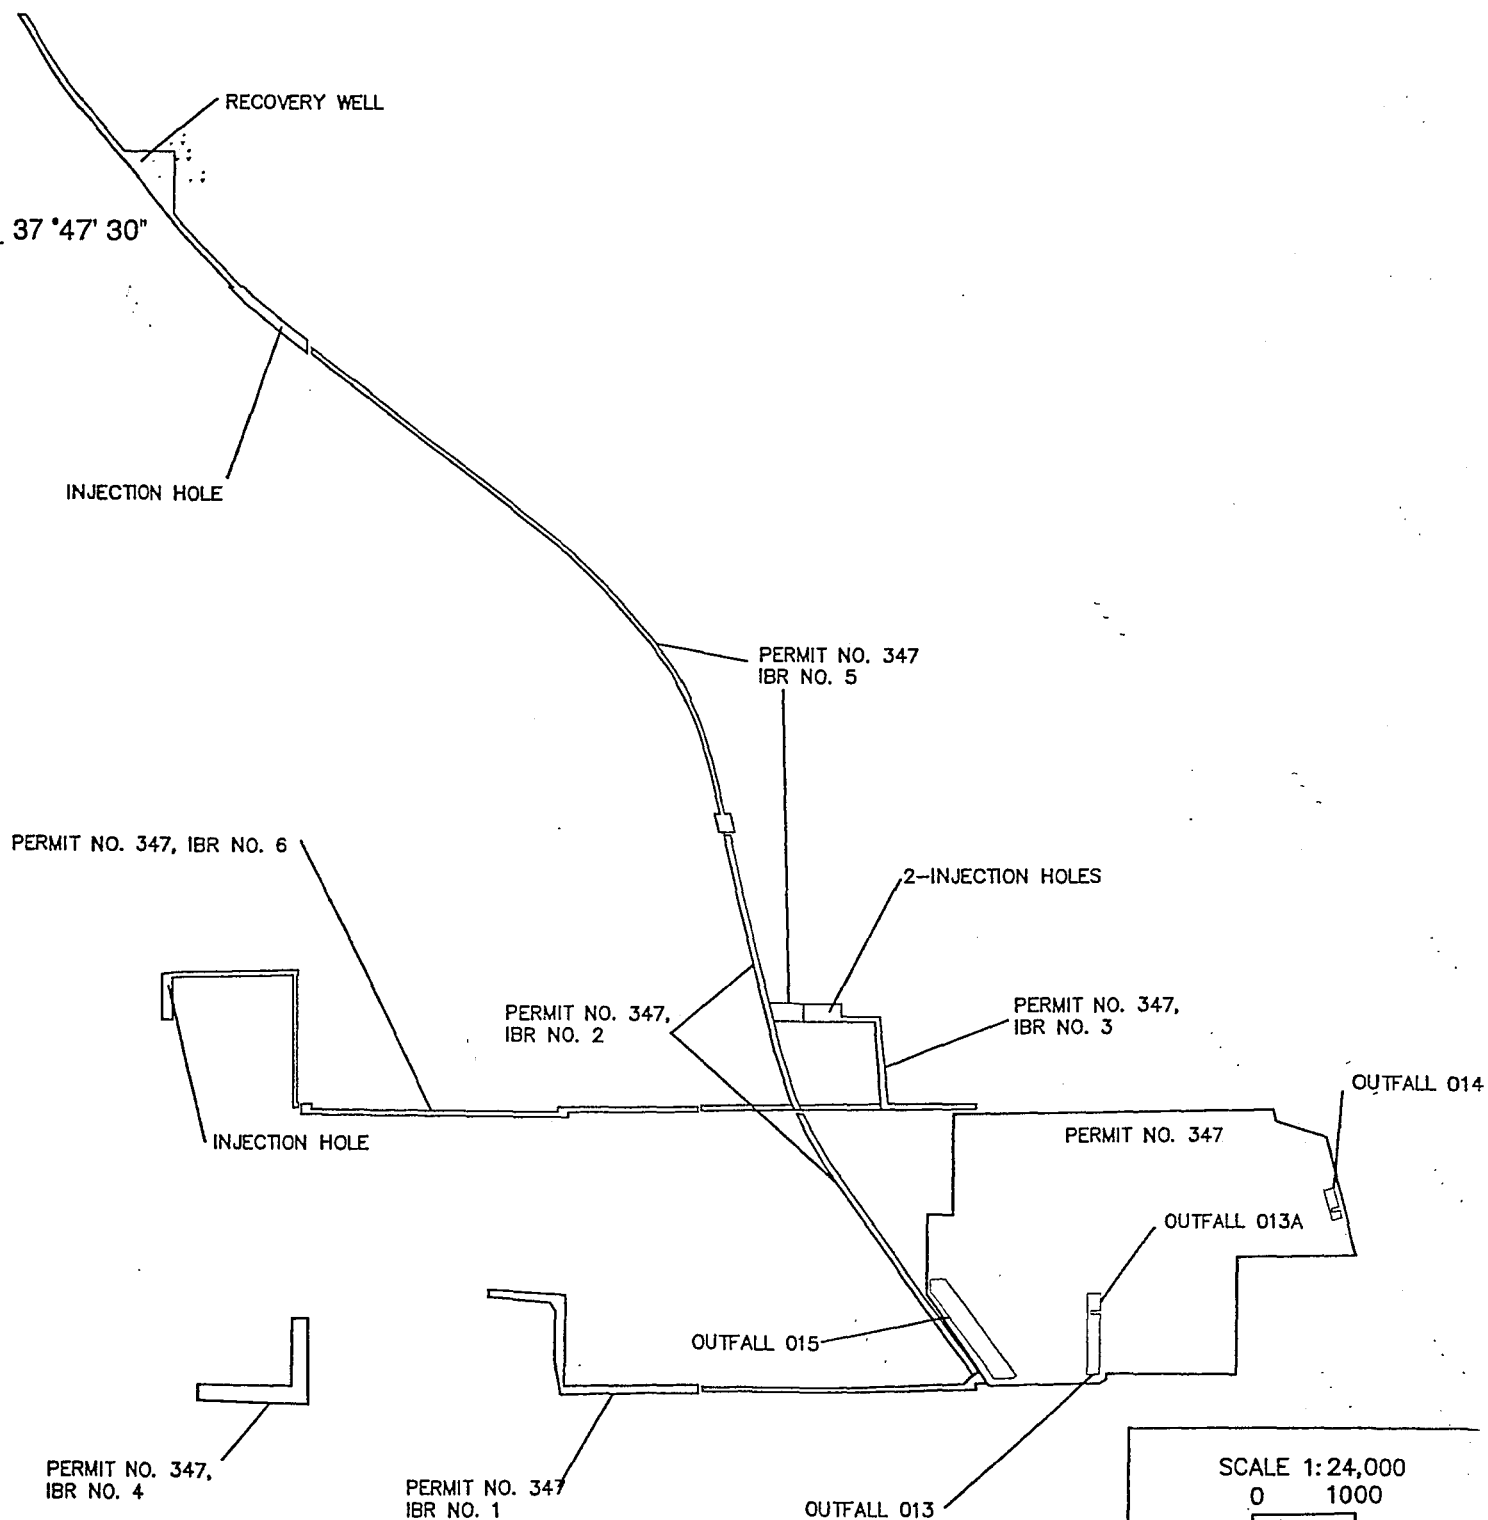 RECOVERY WELL
37°47' 30"
INJECTION HOLE
PERMIT NO. 347
IBR NO. 5
PERMIT NO. 347, IBR NO. 6
2-INJECTION HOLES
PERMIT NO. 347,
IBR NO. 2
PERMIT NO. 347,
IBR NO. 3
OUTFALL 014
INJECTION HOLE
PERMIT NO. 347
OUTFALL 013A
OUTFALL 015
PERMIT NO. 347,
IBR NO. 4
PERMIT NO. 347
IBR NO. 1
OUTFALL 013
SCALE 1:24,000
0 1000